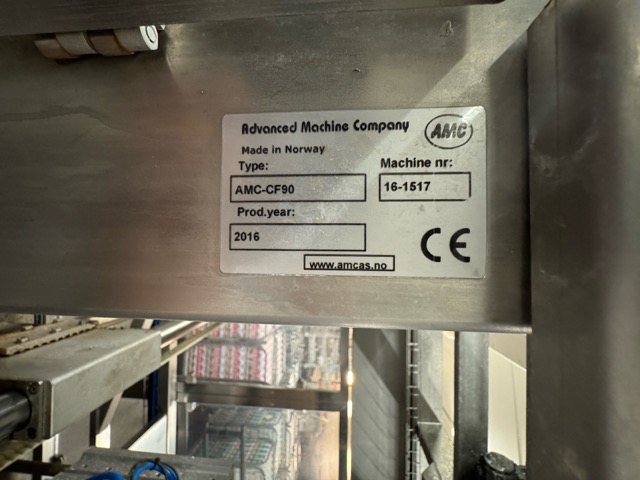 Advanced Machine Company AMC
Made in Norway
Type: Machine nr:
AMC-CF90 16-1517
Prod.year:
2016
CE
www.amcas.no